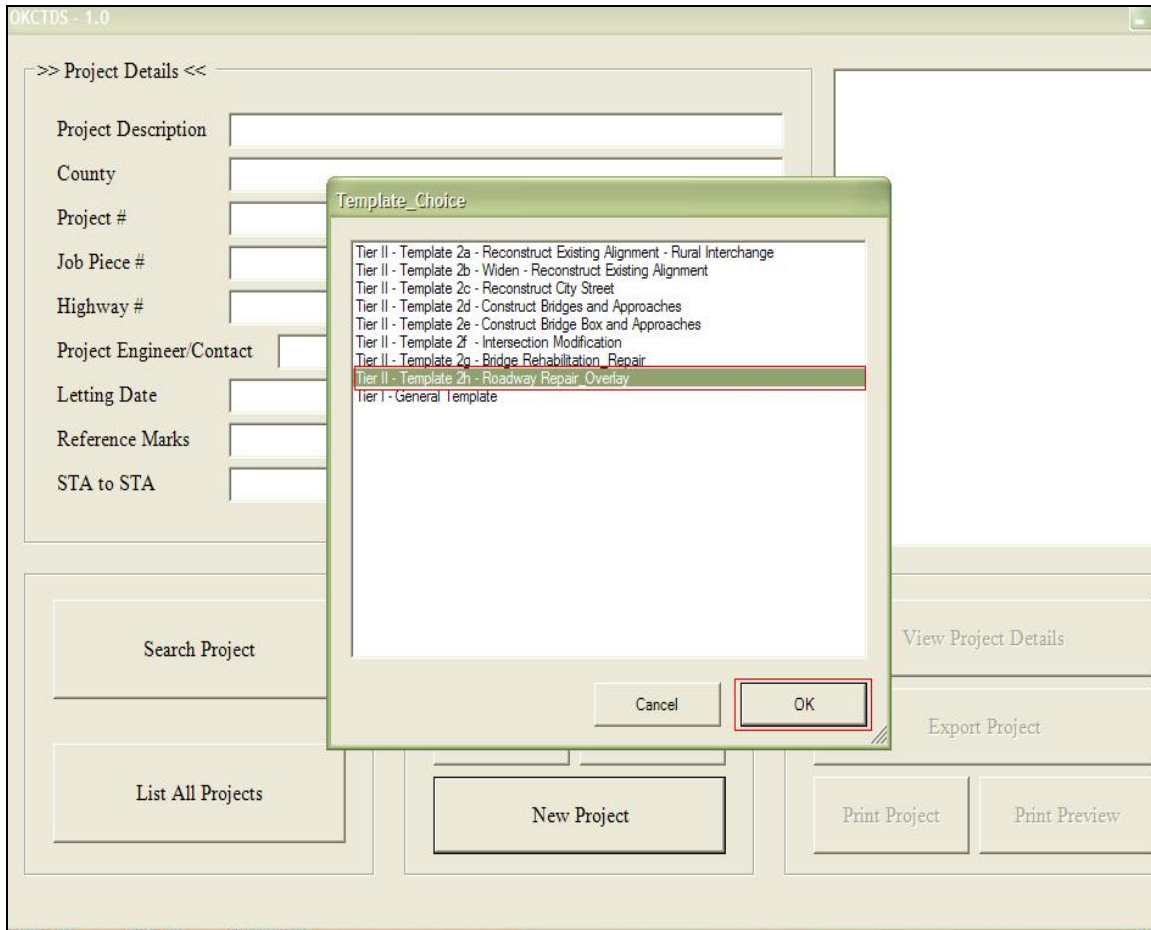 OKCTDS - 1.0
>> Project Details <<
Project Description
County
Project #
Job Piece #
Highway #
Project Engineer/Contact
Letting Date
Reference Marks
STA to STA
Template_Choice
Tier II - Template 2a - Reconstruct Existing Alignment - Rural Interchange
Tier II - Template 2b - Widen - Reconstruct Existing Alignment
Tier II - Template 2c - Reconstruct City Street
Tier II - Template 2d - Construct Bridges and Approaches
Tier II - Template 2e - Construct Bridge Box and Approaches
Tier II - Template 2f - Intersection Modification
Tier II - Template 2g - Bridge Rehabilitation_Repair
Tier II - Template 2h - Roadway Repair_Overlay
Tier I - General Template
Cancel
OK
Search Project
List All Projects
New Project
View Project Details
Export Project
Print Project
Print Preview